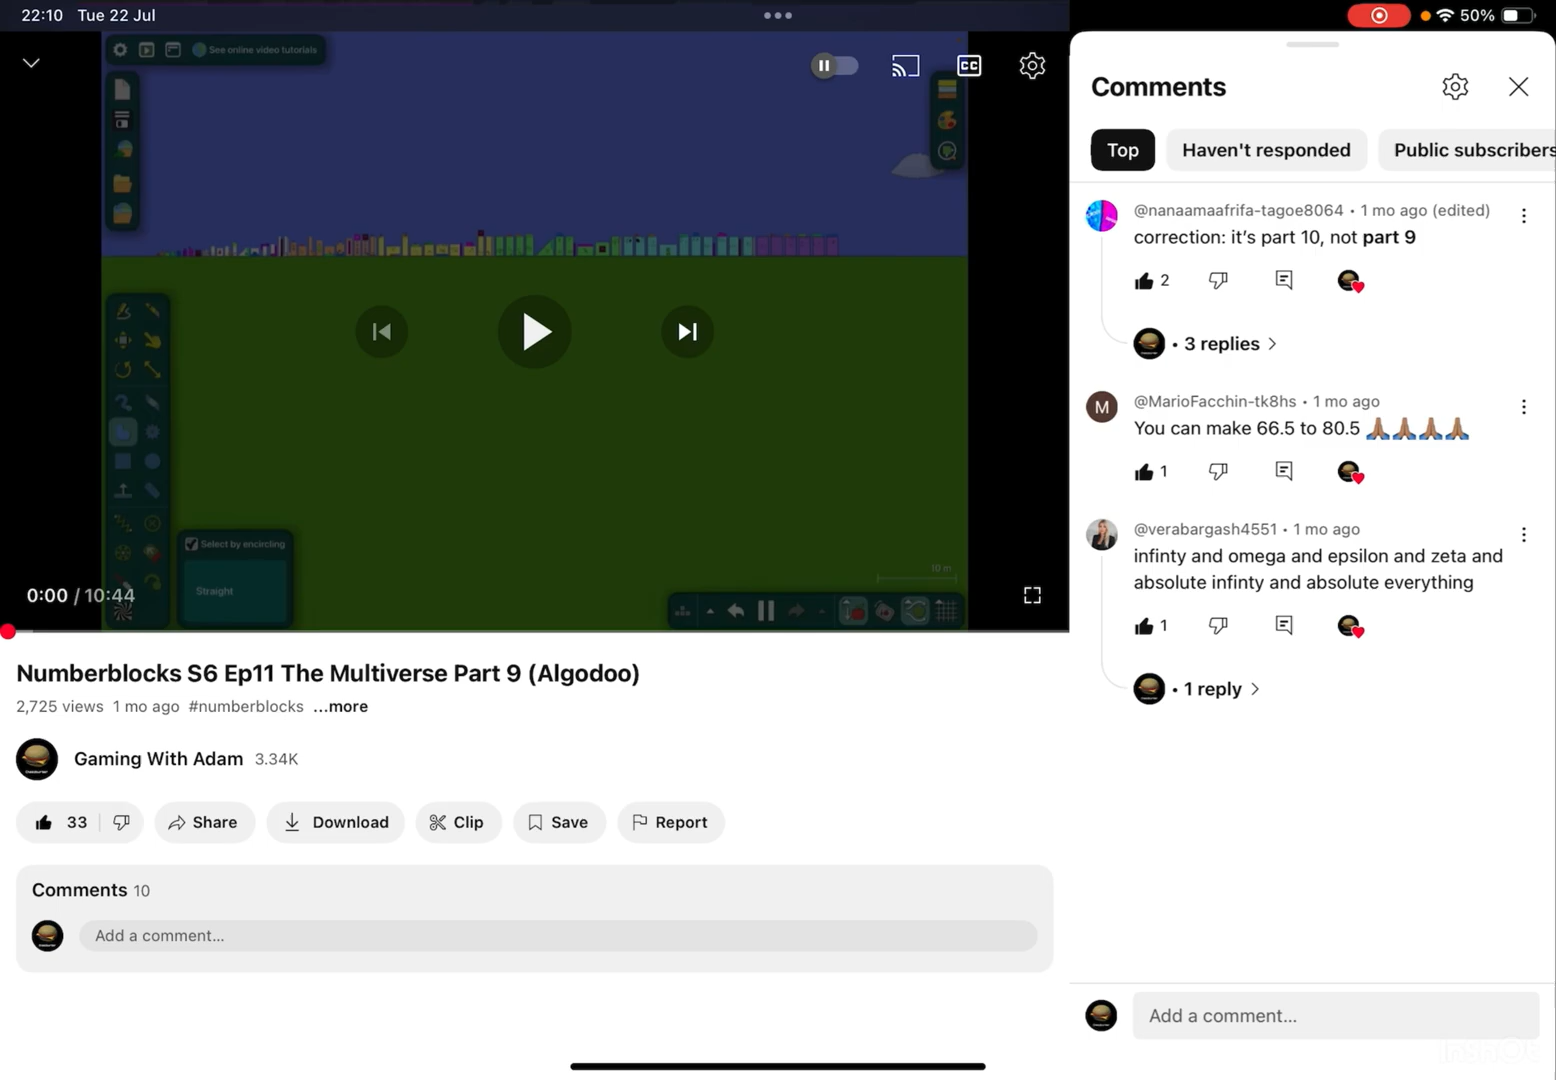 22:10 Tue 22 Jul
50%
See online video tutorials
CC
Select by encircling
Straight
10 m
0:00 / 10:44
Numberblocks S6 Ep11 The Multiverse Part 9 (Algodoo)
2,725 views 1 mo ago #numberblocks ...more
Gaming With Adam 3.34K
33
Share
Download
Clip
Save
Report
Comments 10
Add a comment...
Comments
Top
Haven't responded
Public subscribers
@nanaamaafrifa-tagoe8064 • 1 mo ago (edited)
correction: it’s part 10, not part 9
2
• 3 replies
M
@MarioFacchin-tk8hs • 1 mo ago
You can make 66.5 to 80.5 🙏🏽🙏🏽🙏🏽🙏🏽
1
@verabargash4551 • 1 mo ago
infinty and omega and epsilon and zeta and
absolute infinty and absolute everything
1
• 1 reply
Add a comment...